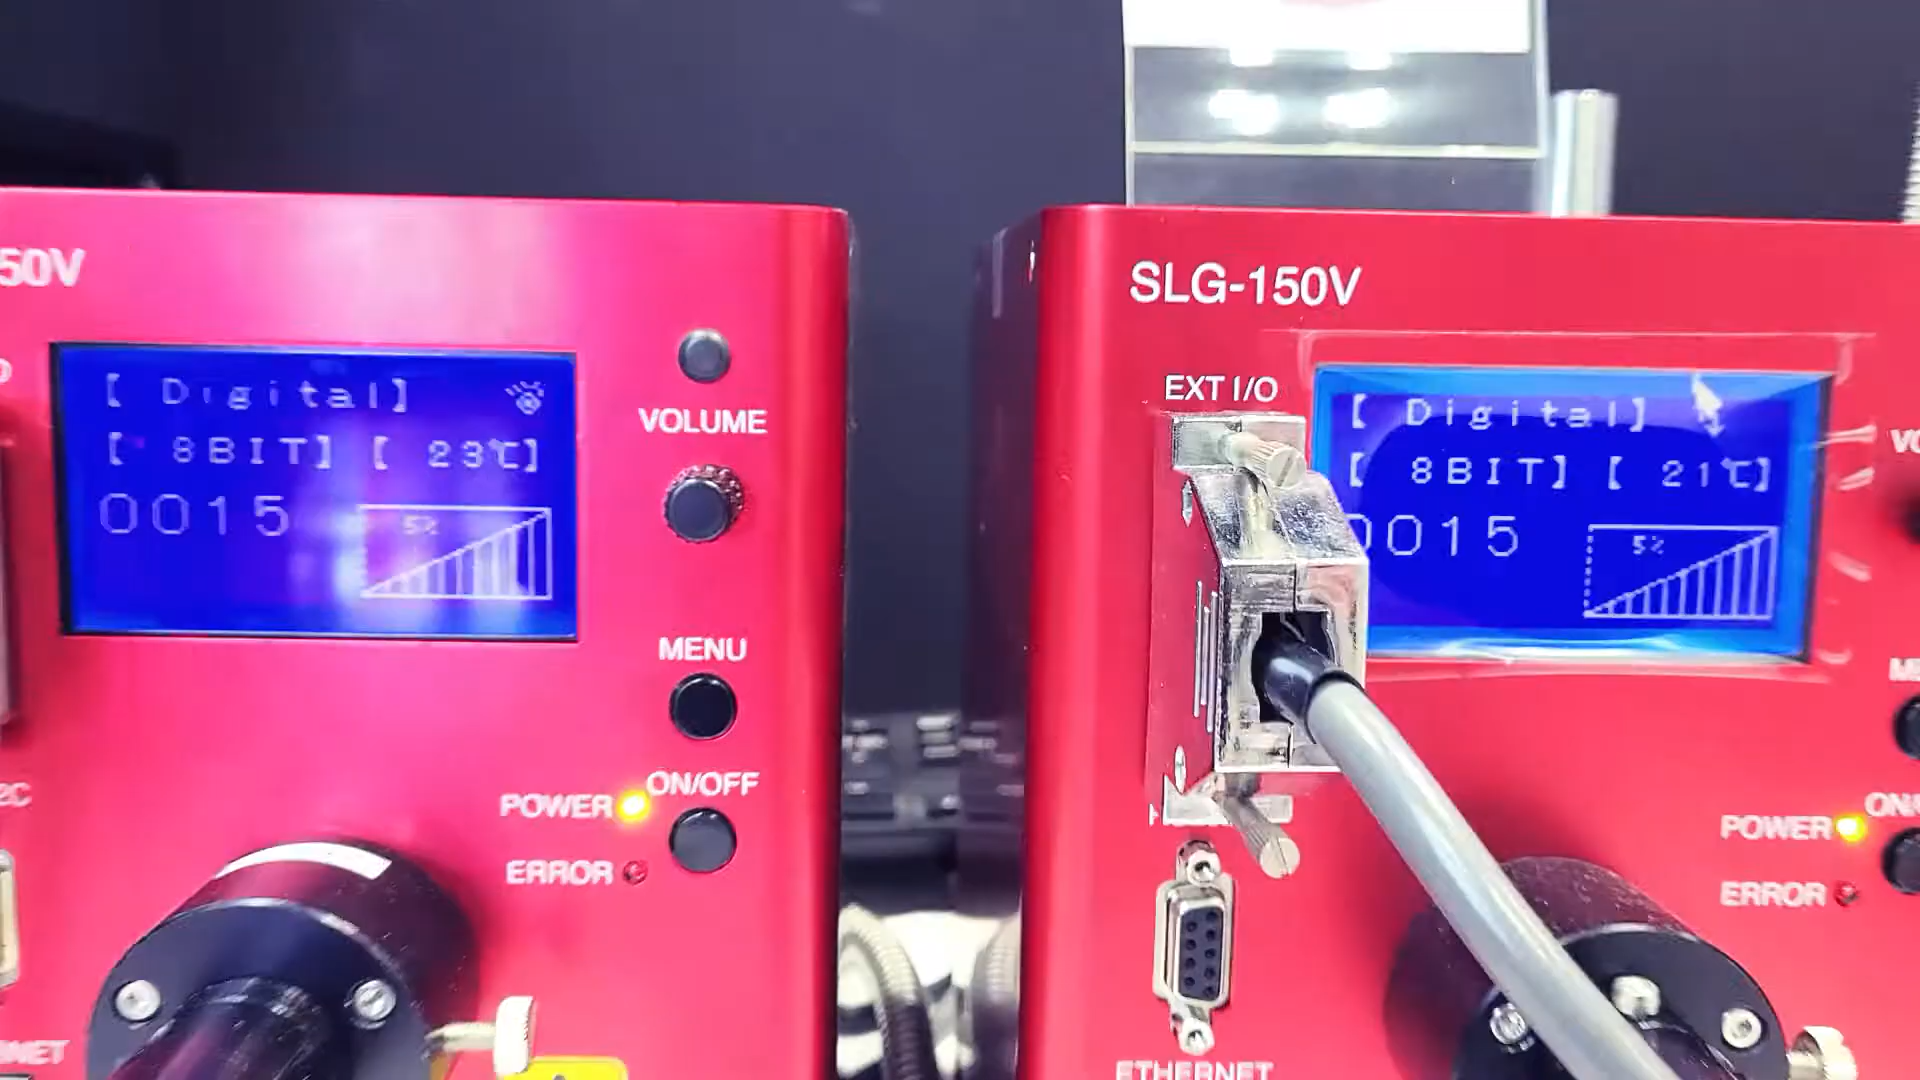 50V
【 Digital】
【 8BIT】【 23℃】
0015
5%
VOLUME
MENU
ON/OFF
POWER
ERROR
SLG-150V
EXT I/O
【 Digital】
【 8BIT】【 21℃】
0015
5%
POWER
ERROR
ETHERNET